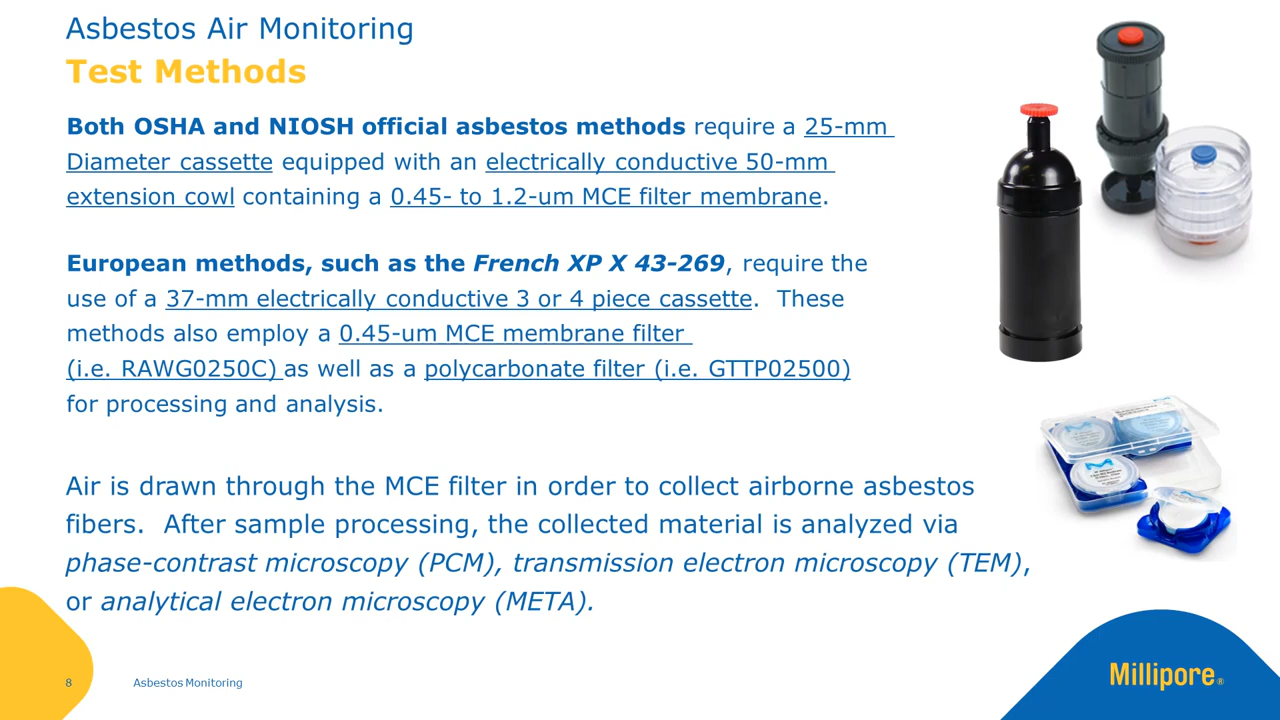 Asbestos Air Monitoring
Test Methods
Both OSHA and NIOSH official asbestos methods require a 25-mm
Diameter cassette equipped with an electrically conductive 50-mm
extension cowl containing a 0.45- to 1.2-um MCE filter membrane.
European methods, such as the French XP X 43-269, require the
use of a 37-mm electrically conductive 3 or 4 piece cassette. These
methods also employ a 0.45-um MCE membrane filter
(i.e. RAWG0250C) as well as a polycarbonate filter (i.e. GTTP02500)
for processing and analysis.
Air is drawn through the MCE filter in order to collect airborne asbestos
fibers. After sample processing, the collected material is analyzed via
phase-contrast microscopy (PCM), transmission electron microscopy (TEM),
or analytical electron microscopy (META).
8 Asbestos Monitoring
Millipore®